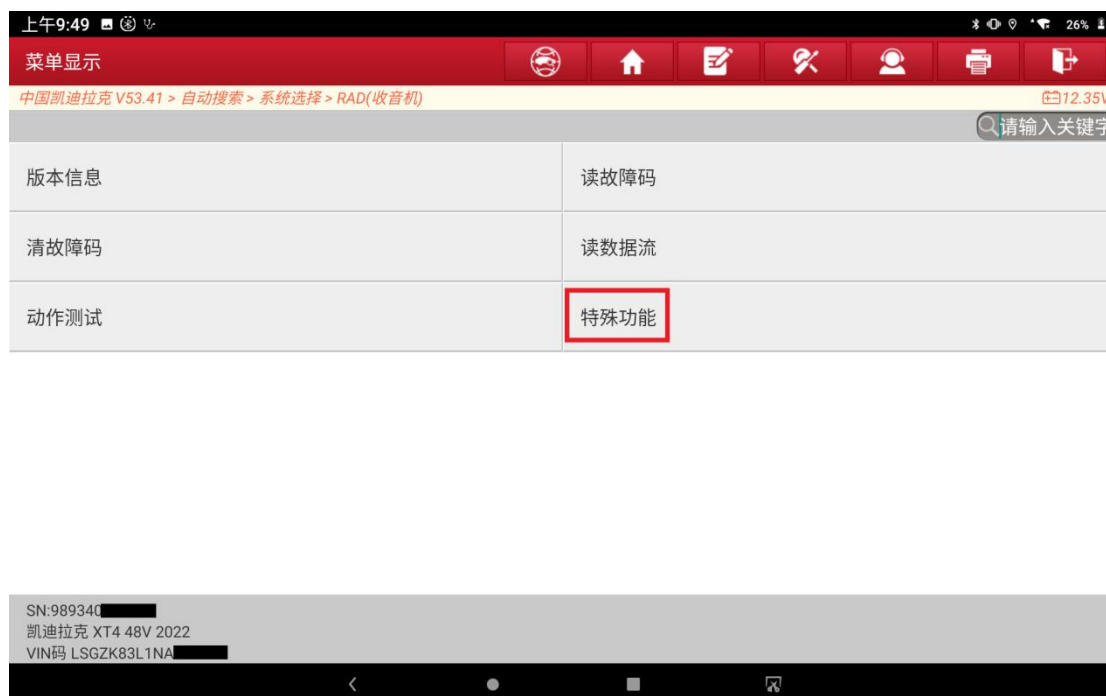 上午9:49
26%
菜单显示
中国凯迪拉克 V53.41 > 自动搜索 > 系统选择 > RAD(收音机)
12.35V
请输入关键字
版本信息
读故障码
清故障码
读数据流
动作测试
特殊功能
SN:989340
凯迪拉克 XT4 48V 2022
VIN码 LSGZK83L1NA